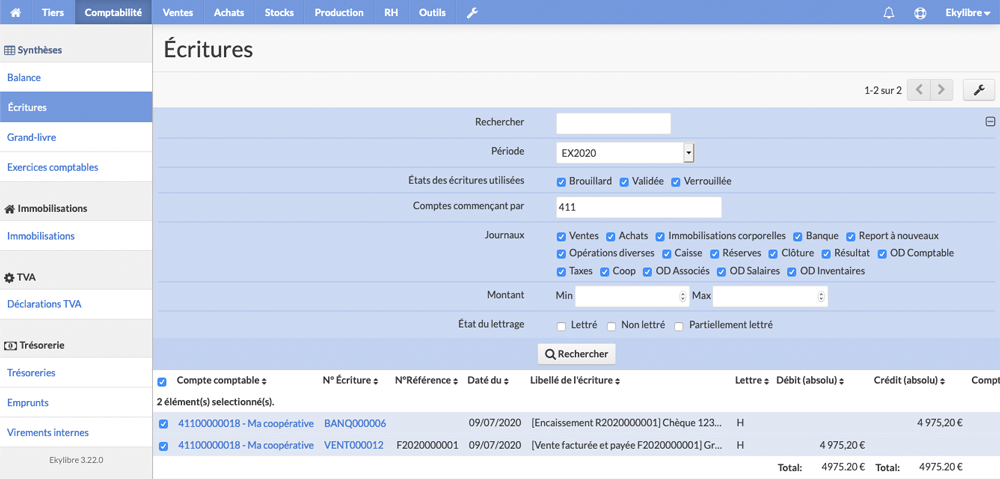 Tiers Comptabilité Ventes Achats Stocks Production RH Outils Ekylibre
Synthèses
Balance
Écritures
Grand-livre
Exercices comptables
Immobilisations
Immobilisations
TVA
Déclarations TVA
Trésorerie
Trésoreries
Emprunts
Virements internes
Ekylibre 3.22.0
Écritures
1-2 sur 2
Rechercher
Période EX2020
États des écritures utilisées Brouillard Validée Verrouillée
Comptes commençant par 411
Journaux Ventes Achats Immobilisations corporelles Banque Report à nouveaux
Opérations diverses Caisse Réserves Clôture Résultat OD Comptable
Taxes Coop OD Associés OD Salaires OD Inventaires
Montant Min Max
État du lettrage Lettré Non lettré Partiellement lettré
Rechercher
Compte comptable N° Écriture N°Référence Daté du Libellé de l'écriture Lettre Débit (absolu) Crédit (absolu) Compt
2 élément(s) selectionné(s).
41100000018 - Ma coopérative BANQ000006 09/07/2020 [Encaissement R2020000001] Chèque 123... H 4 975,20 €
41100000018 - Ma coopérative VENT000012 F2020000001 09/07/2020 [Vente facturée et payée F2020000001] Gr... H 4 975,20 €
Total: 4975.20 € Total: 4975.20 €